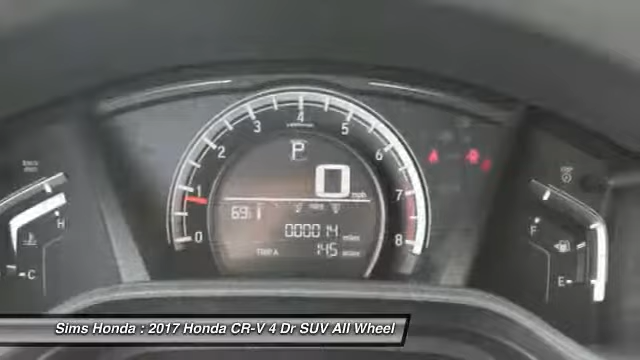 4
3
5
2
6
P
1
0
mph
7
H
F
000014 miles
0
8
TRIP A
145 miles
C
E
Sims Honda : 2017 Honda CR-V 4 Dr SUV All Wheel